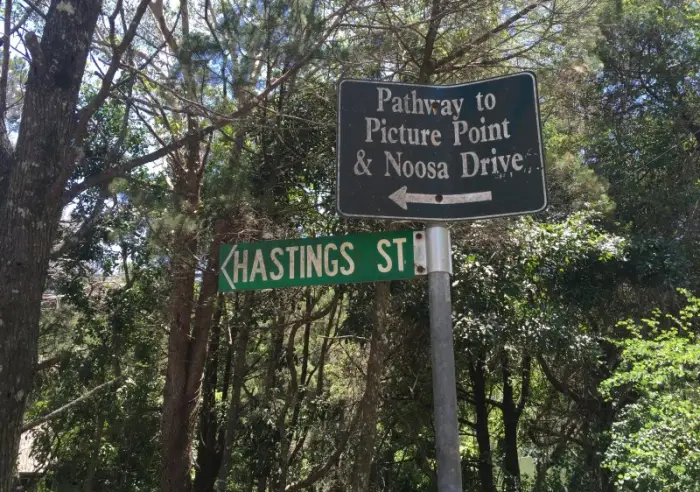 Pathway to
Picture Point
& Noosa Drive
HASTINGS ST